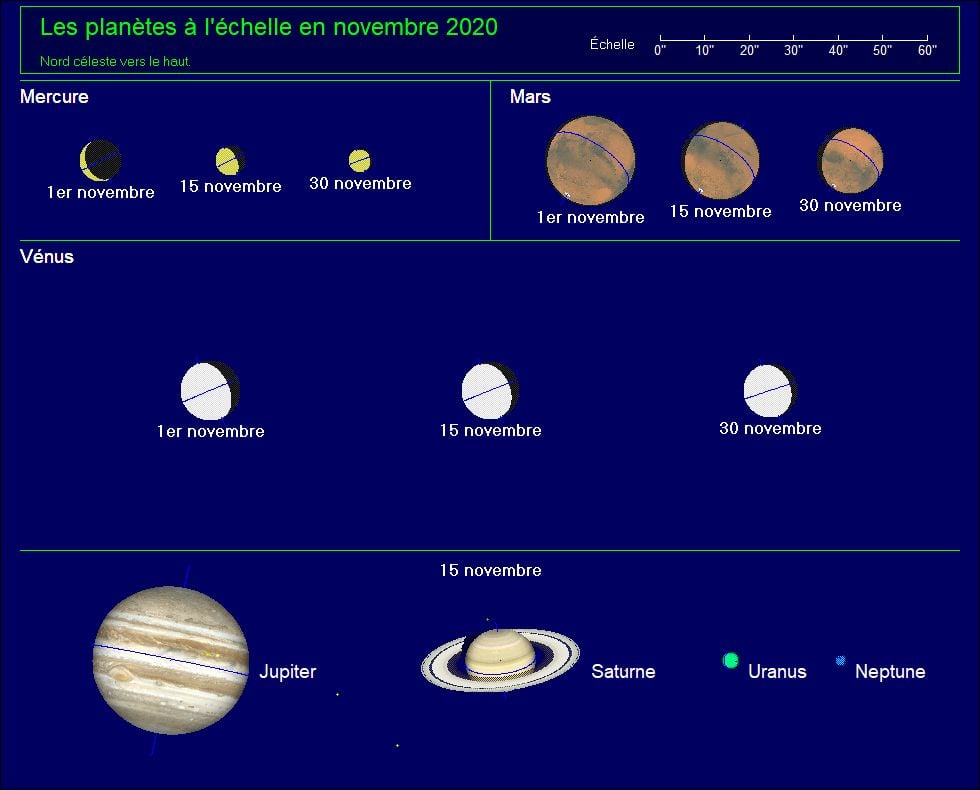 Les planètes à l'échelle en novembre 2020
Échelle
0" 10" 20" 30" 40" 50" 60"
Nord céleste vers le haut.
Mercure
1er novembre
15 novembre
30 novembre
Mars
1er novembre
15 novembre
30 novembre
Vénus
1er novembre
15 novembre
30 novembre
15 novembre
Jupiter
Saturne
Uranus
Neptune